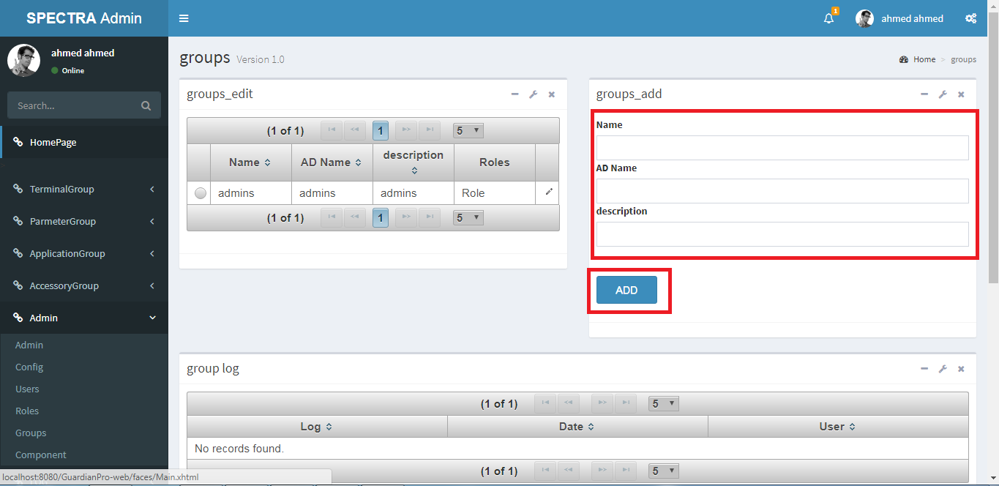 SPECTRA Admin
1
ahmed ahmed
ahmed ahmed
Online
Search...
HomePage
TerminalGroup
ParmeterGroup
ApplicationGroup
AccessoryGroup
Admin
Admin
Config
Users
Roles
Groups
Component
groups Version 1.0
Home > groups
groups_edit
(1 of 1) 1 5
Name AD Name description Roles
admins admins admins Role
(1 of 1) 1 5
groups_add
Name
AD Name
description
ADD
group log
(1 of 1) 5
Log Date User
No records found.
(1 of 1) 5
localhost:8080/GuardianPro-web/faces/Main.xhtml